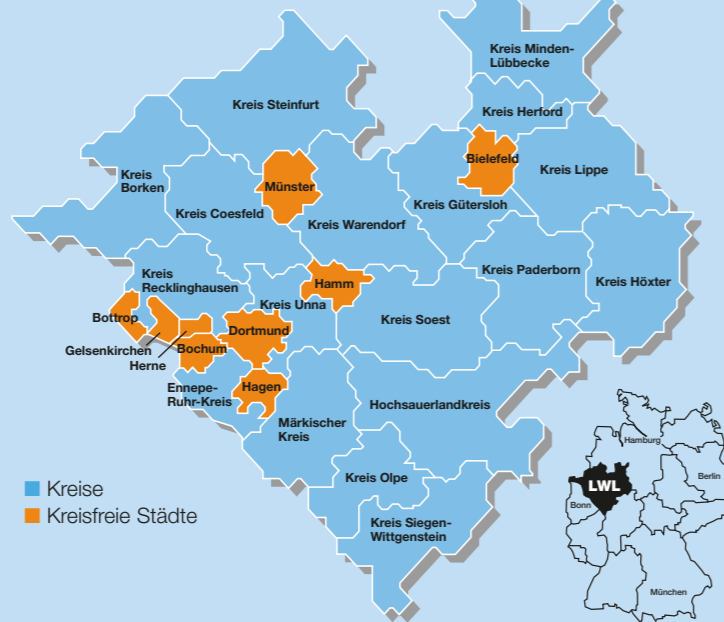 Kreis Minden-
Lübbecke
Kreis Steinfurt
Kreis Herford
Kreis
Borken
Münster
Bielefeld
Kreis Lippe
Kreis Coesfeld
Kreis Warendorf
Kreis Gütersloh
Kreis
Recklinghausen
Hamm
Kreis Paderborn
Kreis Höxter
Bottrop
Kreis Unna
Kreis Soest
Gelsenkirchen
Herne
Bochum
Dortmund
Ennepe-
Ruhr-Kreis
Hagen
Märkischer
Kreis
Hochsauerlandkreis
Kreis Olpe
Kreis Siegen-
Wittgenstein
Kreise
Kreisfreie Städte
Hamburg
Berlin
LWL
Bonn
München